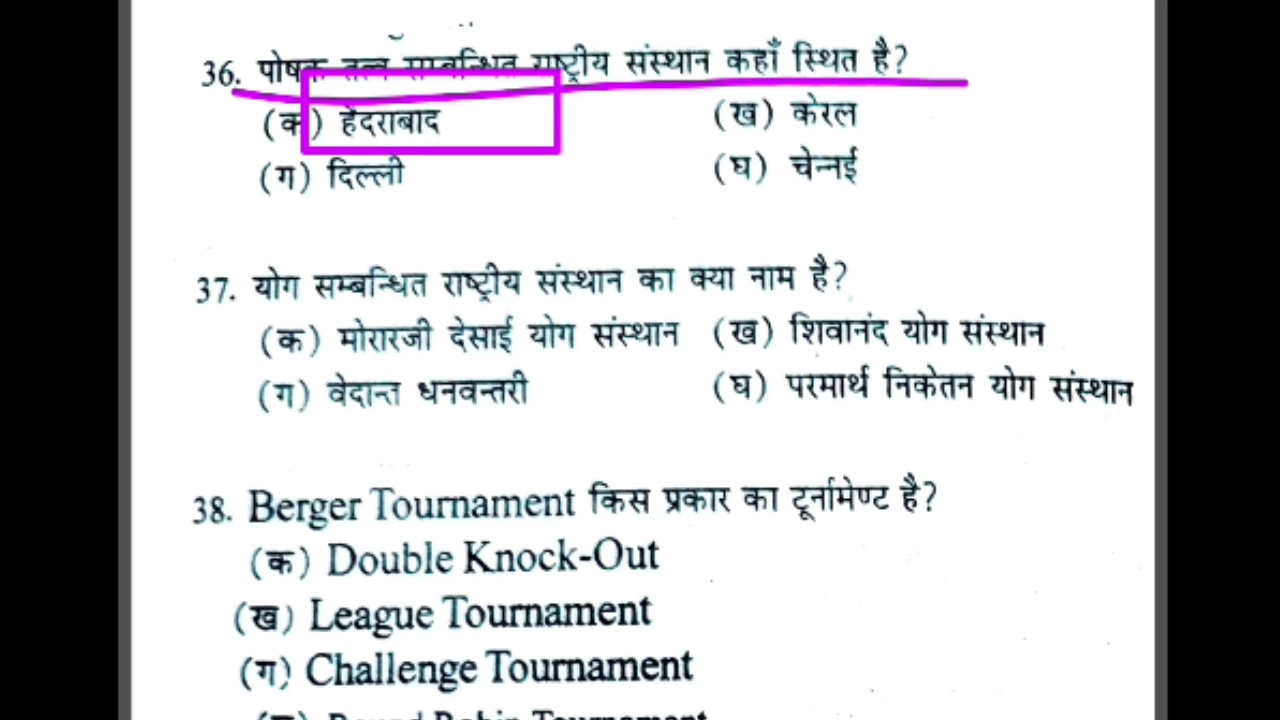 36. पोषक तत्व सम्बन्धित राष्ट्रीय संस्थान कहाँ स्थित है?
(क) हैदराबाद (ख) केरल
(ग) दिल्ली (घ) चेन्नई
37. योग सम्बन्धित राष्ट्रीय संस्थान का क्या नाम है?
(क) मोरारजी देसाई योग संस्थान (ख) शिवानंद योग संस्थान
(ग) वेदान्त धनवन्तरी (घ) परमार्थ निकेतन योग संस्थान
38. Berger Tournament किस प्रकार का टूर्नामेण्ट है?
(क) Double Knock-Out
(ख) League Tournament
(ग) Challenge Tournament